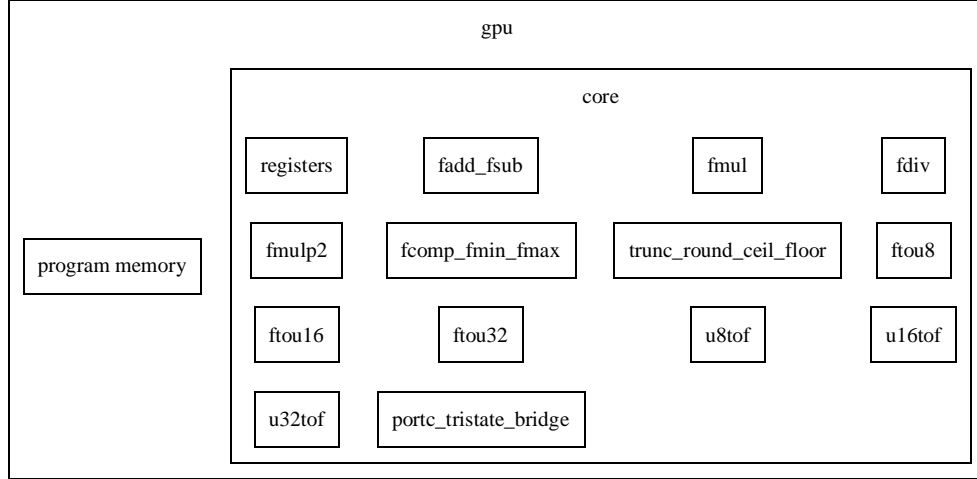 gpu
core
registers
fadd_fsub
fmul
fdiv
program memory
fmulp2
fcomp_fmin_fmax
trunc_round_ceil_floor
ftou8
ftou16
ftou32
u8tof
u16tof
u32tof
portc_tristate_bridge